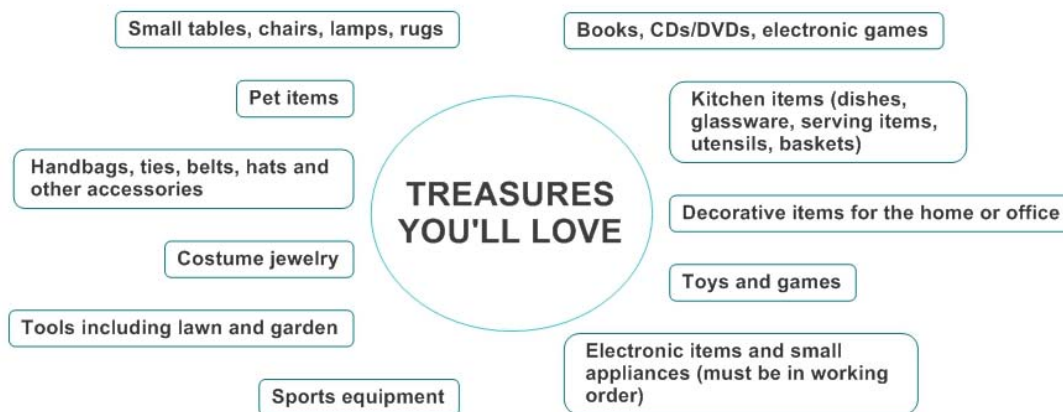 Small tables, chairs, lamps, rugs
Pet items
Handbags, ties, belts, hats and
other accessories
Costume jewelry
Tools including lawn and garden
Sports equipment
TREASURES
YOU'LL LOVE
Books, CDs/DVDs, electronic games
Kitchen items (dishes,
glassware, serving items,
utensils, baskets)
Decorative items for the home or office
Toys and games
Electronic items and small
appliances (must be in working
order)